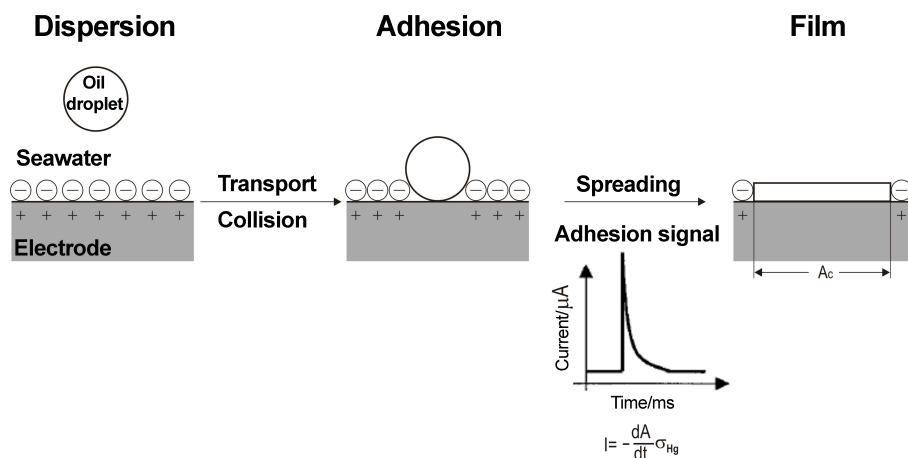 Dispersion
Adhesion
Film
Oil
droplet
Seawater
− − − − − − −
+ + + + + + +
Electrode
Transport
Collision
− − − − − −
+ + + + + +
Spreading
Adhesion signal
Current/µA
Time/ms
I= -dA/dt σHg
− −
+ +
Ac